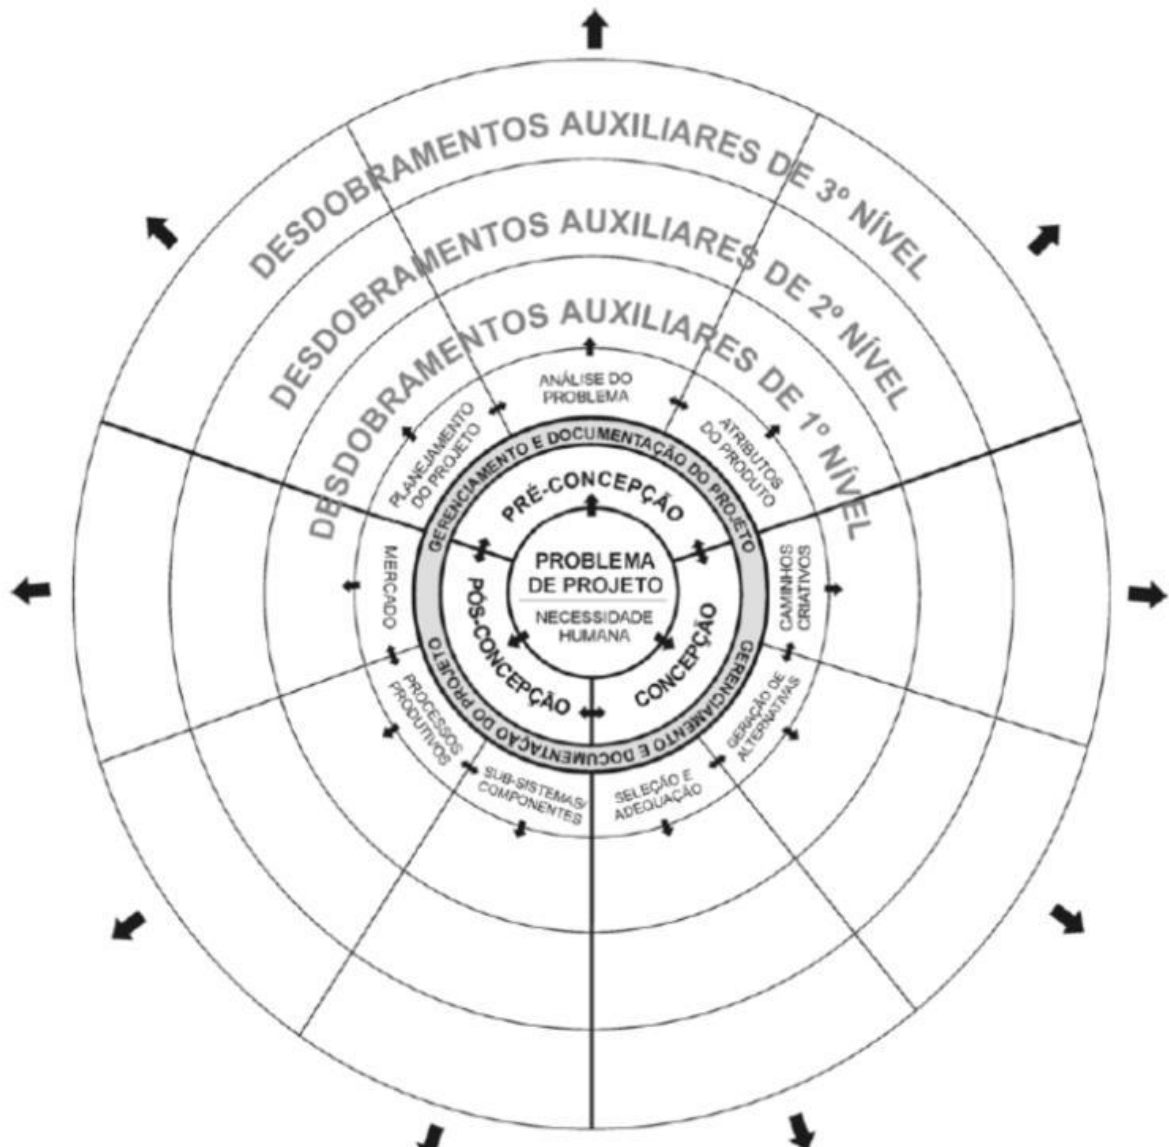 DESDOBRAMENTOS AUXILIARES DE 3º NÍVEL
DESDOBRAMENTOS AUXILIARES DE 2º NÍVEL
DESDOBRAMENTOS AUXILIARES DE 1º NÍVEL
ANÁLISE DO
PROBLEMA
PLANEJAMENTO
DO PROJETO
ATRIBUTOS
DO PRODUTO
GERENCIAMENTO E DOCUMENTAÇÃO DO PROJETO
PRÉ-CONCEPÇÃO
PROBLEMA
DE PROJETO
NECESSIDADE
HUMANA
MERCADO
CAMINHOS
CRIATIVOS
PÓS-CONCEPÇÃO
CONCEPÇÃO
GERENCIAMENTO E DOCUMENTAÇÃO DO PROJETO
PROCESSOS
PRODUTIVOS
GERAÇÃO DE
ALTERNATIVAS
SUB-SISTEMAS/
COMPONENTES
SELEÇÃO E
ADEQUAÇÃO